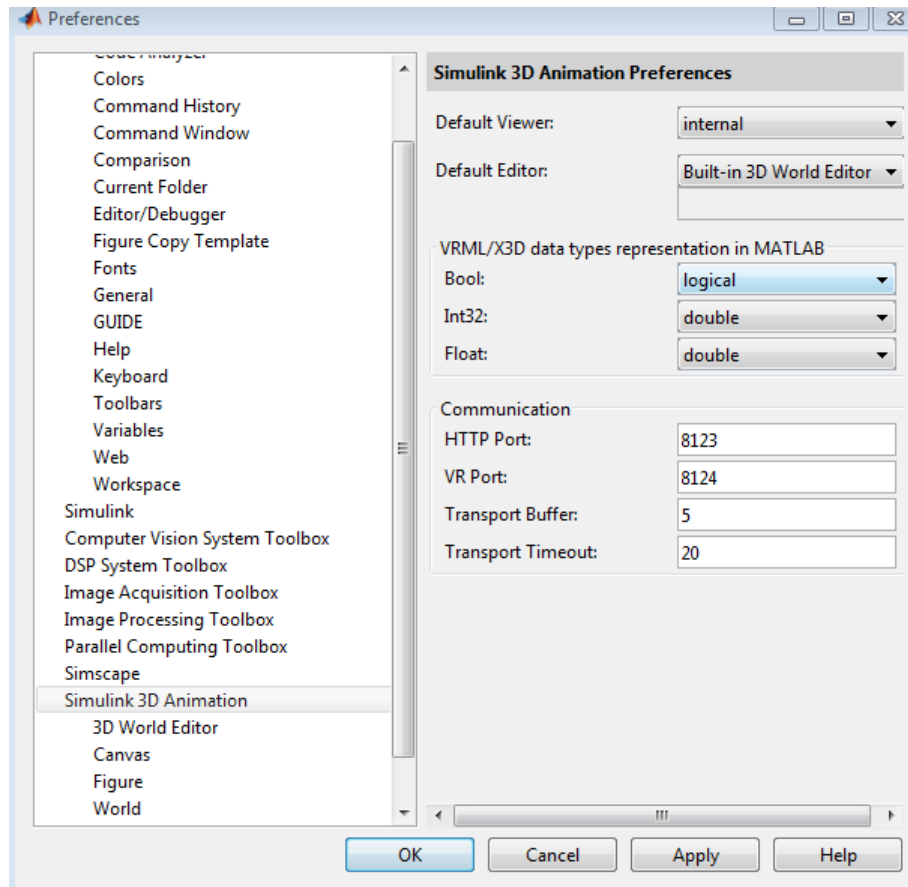 Preferences
Code Analyzer
Colors
Command History
Command Window
Comparison
Current Folder
Editor/Debugger
Figure Copy Template
Fonts
General
GUIDE
Help
Keyboard
Toolbars
Variables
Web
Workspace
Simulink
Computer Vision System Toolbox
DSP System Toolbox
Image Acquisition Toolbox
Image Processing Toolbox
Parallel Computing Toolbox
Simscape
Simulink 3D Animation
3D World Editor
Canvas
Figure
World
Simulink 3D Animation Preferences
Default Viewer: internal
Default Editor: Built-in 3D World Editor
VRML/X3D data types representation in MATLAB
Bool: logical
Int32: double
Float: double
Communication
HTTP Port: 8123
VR Port: 8124
Transport Buffer: 5
Transport Timeout: 20
OK Cancel Apply Help